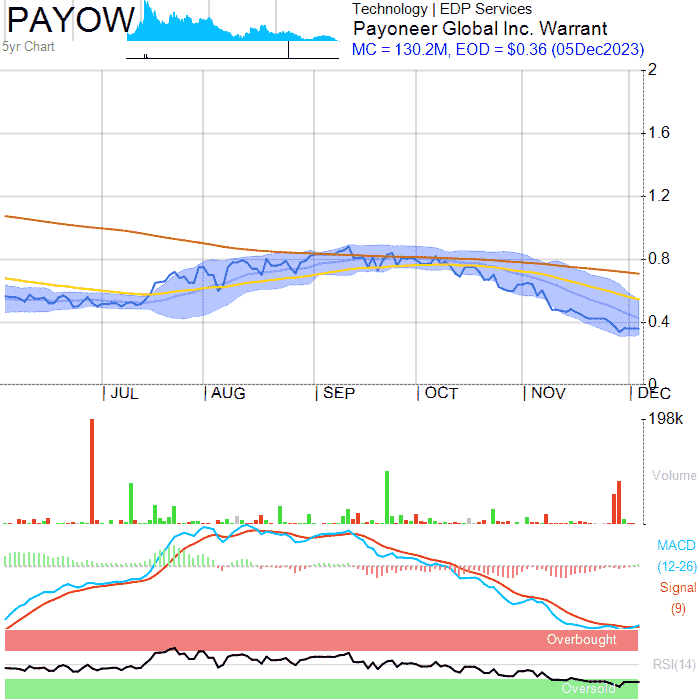 PAYOW
Technology | EDP Services
Payoneer Global Inc. Warrant
MC = 130.2M, EOD = $0.36 (05Dec2023)
5yr Chart
2
1.6
1.2
0.8
0.4
0
JUL AUG SEP OCT NOV DEC
198k
Volume
MACD
(12-26)
Signal
(9)
Overbought
RSI(14)
Oversold